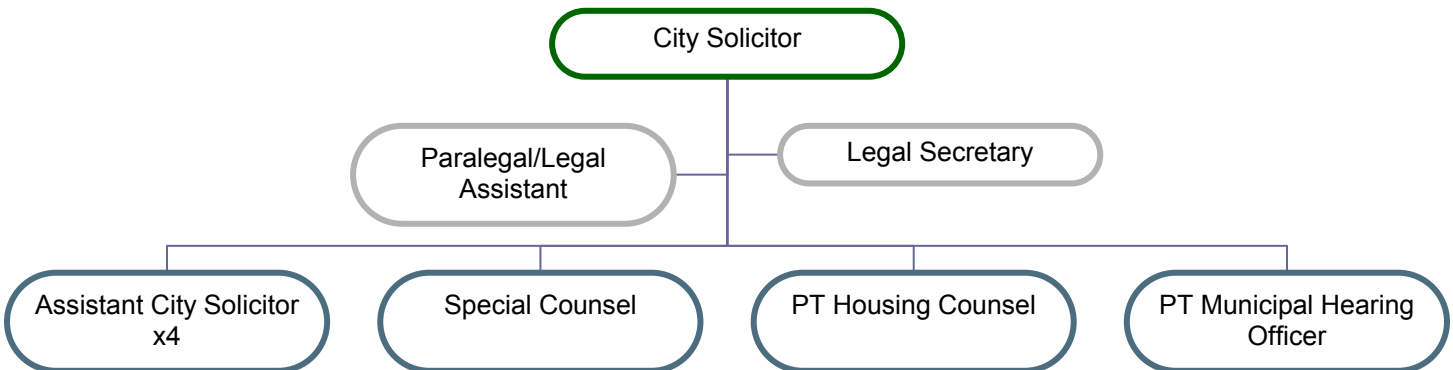 City Solicitor
Paralegal/Legal
Assistant
Legal Secretary
Assistant City Solicitor
x4
Special Counsel
PT Housing Counsel
PT Municipal Hearing
Officer